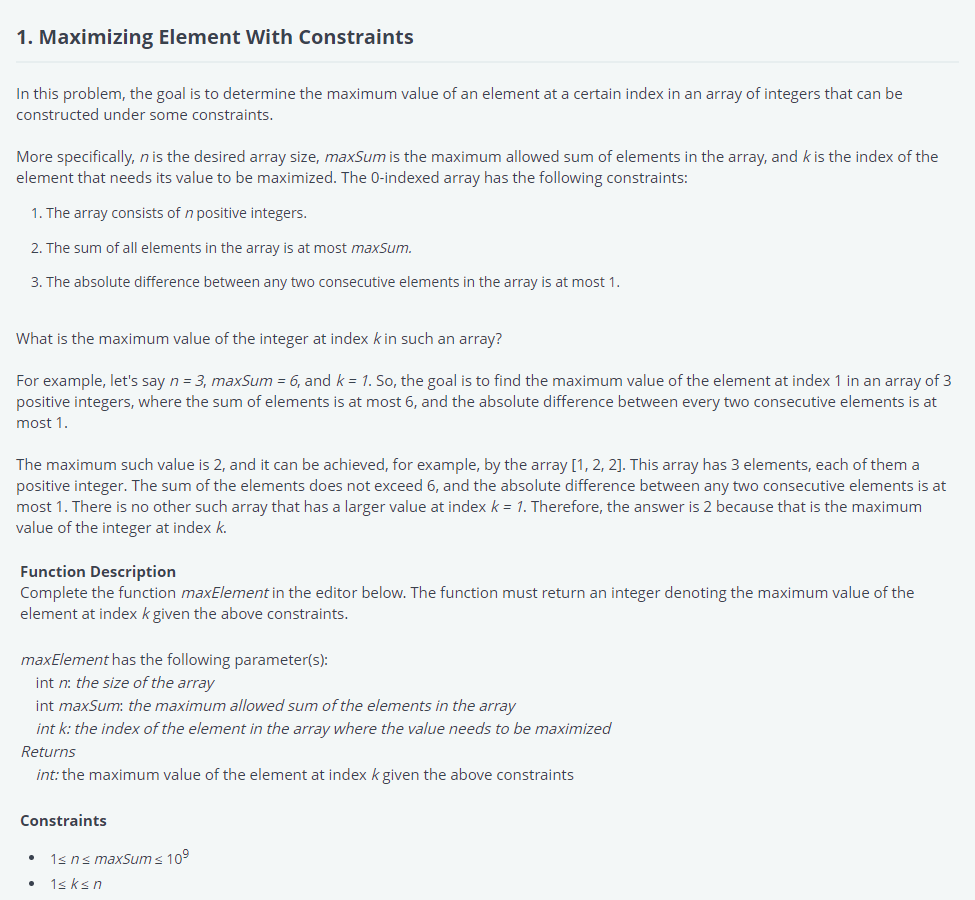 1. Maximizing Element With Constraints
In this problem, the goal is to determine the maximum value of an element at a certain index in an array of integers that can be
constructed under some constraints.
More specifically, n is the desired array size, maxSum is the maximum allowed sum of elements in the array, and k is the index of the
element that needs its value to be maximized. The 0-indexed array has the following constraints:
1. The array consists of n positive integers.
2. The sum of all elements in the array is at most maxSum.
3. The absolute difference between any two consecutive elements in the array is at most 1.
What is the maximum value of the integer at index k in such an array?
For example, let's say n = 3, maxSum = 6, and k = 1. So, the goal is to find the maximum value of the element at index 1 in an array of 3
positive integers, where the sum of elements is at most 6, and the absolute difference between every two consecutive elements is at
most 1.
The maximum such value is 2, and it can be achieved, for example, by the array [1, 2, 2]. This array has 3 elements, each of them a
positive integer. The sum of the elements does not exceed 6, and the absolute difference between any two consecutive elements is at
most 1. There is no other such array that has a larger value at index k = 1. Therefore, the answer is 2 because that is the maximum
value of the integer at index k.
Function Description
Complete the function maxElement in the editor below. The function must return an integer denoting the maximum value of the
element at index k given the above constraints.
maxElement has the following parameter(s):
int n: the size of the array
int maxSum: the maximum allowed sum of the elements in the array
int k: the index of the element in the array where the value needs to be maximized
Returns
int: the maximum value of the element at index k given the above constraints
Constraints
• 1≤ n ≤ maxSum ≤ 10⁹
• 1≤ k ≤ n